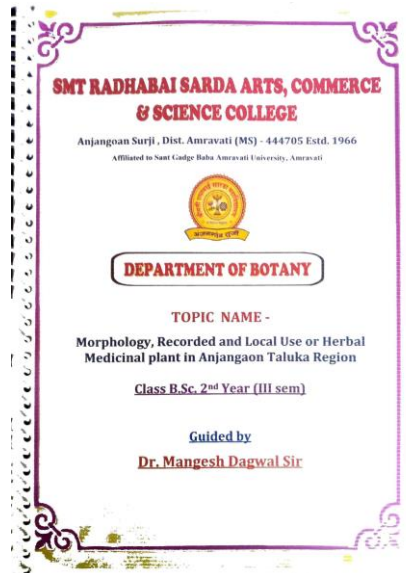 SMT RADHABAI SARDA ARTS, COMMERCE
& SCIENCE COLLEGE
Anjangoan Surji , Dist. Amravati (MS) - 444705 Estd. 1966
Affiliated to Sant Gadge Baba Amravati University, Amravati
DEPARTMENT OF BOTANY
TOPIC NAME -
Morphology, Recorded and Local Use or Herbal
Medicinal plant in Anjangaon Taluka Region
Class B.Sc. 2nd Year (III sem)
Guided by
Dr. Mangesh Dagwal Sir